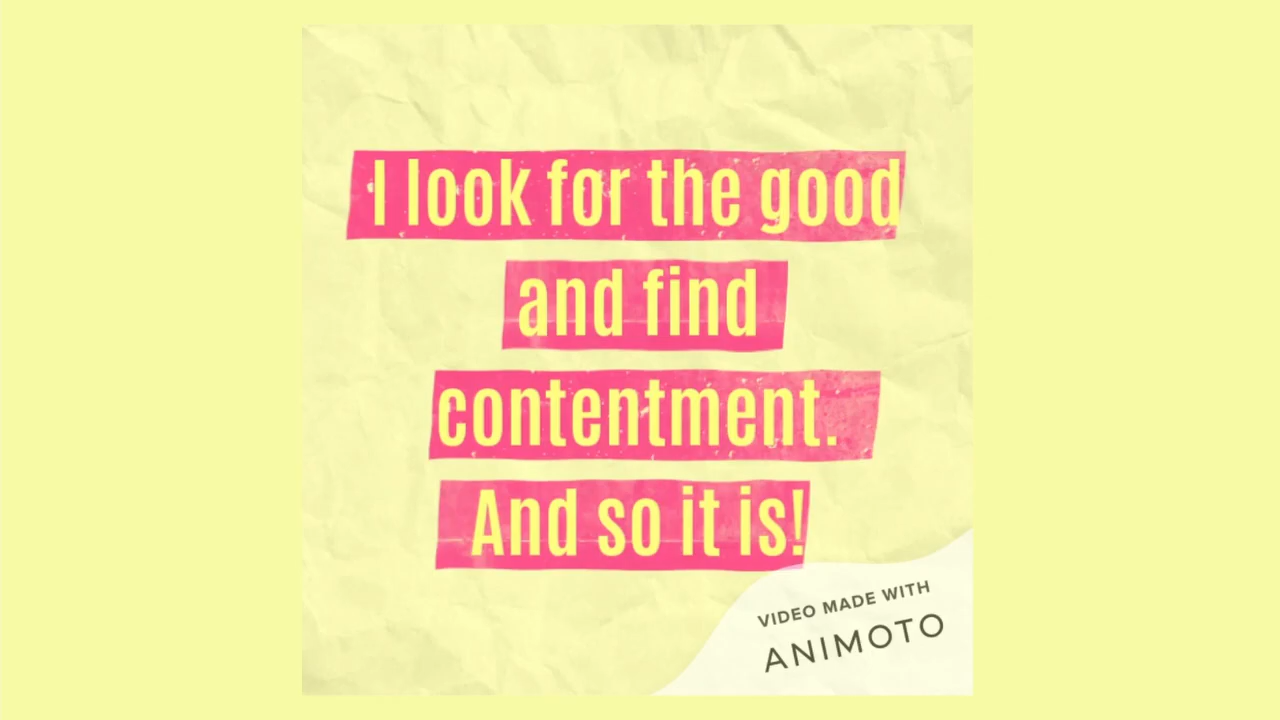 I look for the good
and find
contentment.
And so it is!
VIDEO MADE WITH
ANIMOTO